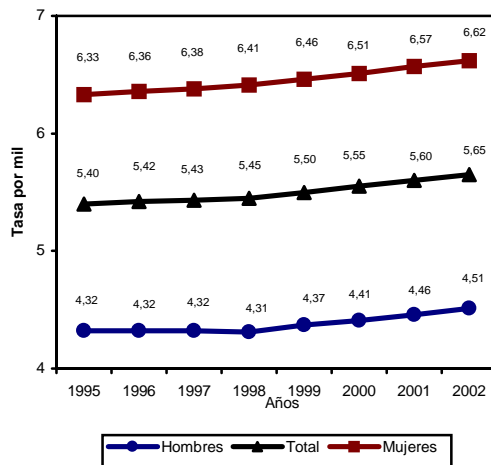 7
6,33 6,36 6,38 6,41 6,46 6,51 6,57 6,62
6
5,40 5,42 5,43 5,45 5,50 5,55 5,60 5,65
Tasa por mil
5
4,32 4,32 4,32 4,31 4,37 4,41 4,46 4,51
4
1995 1996 1997 1998 1999 2000 2001 2002
Años
Hombres Total Mujeres